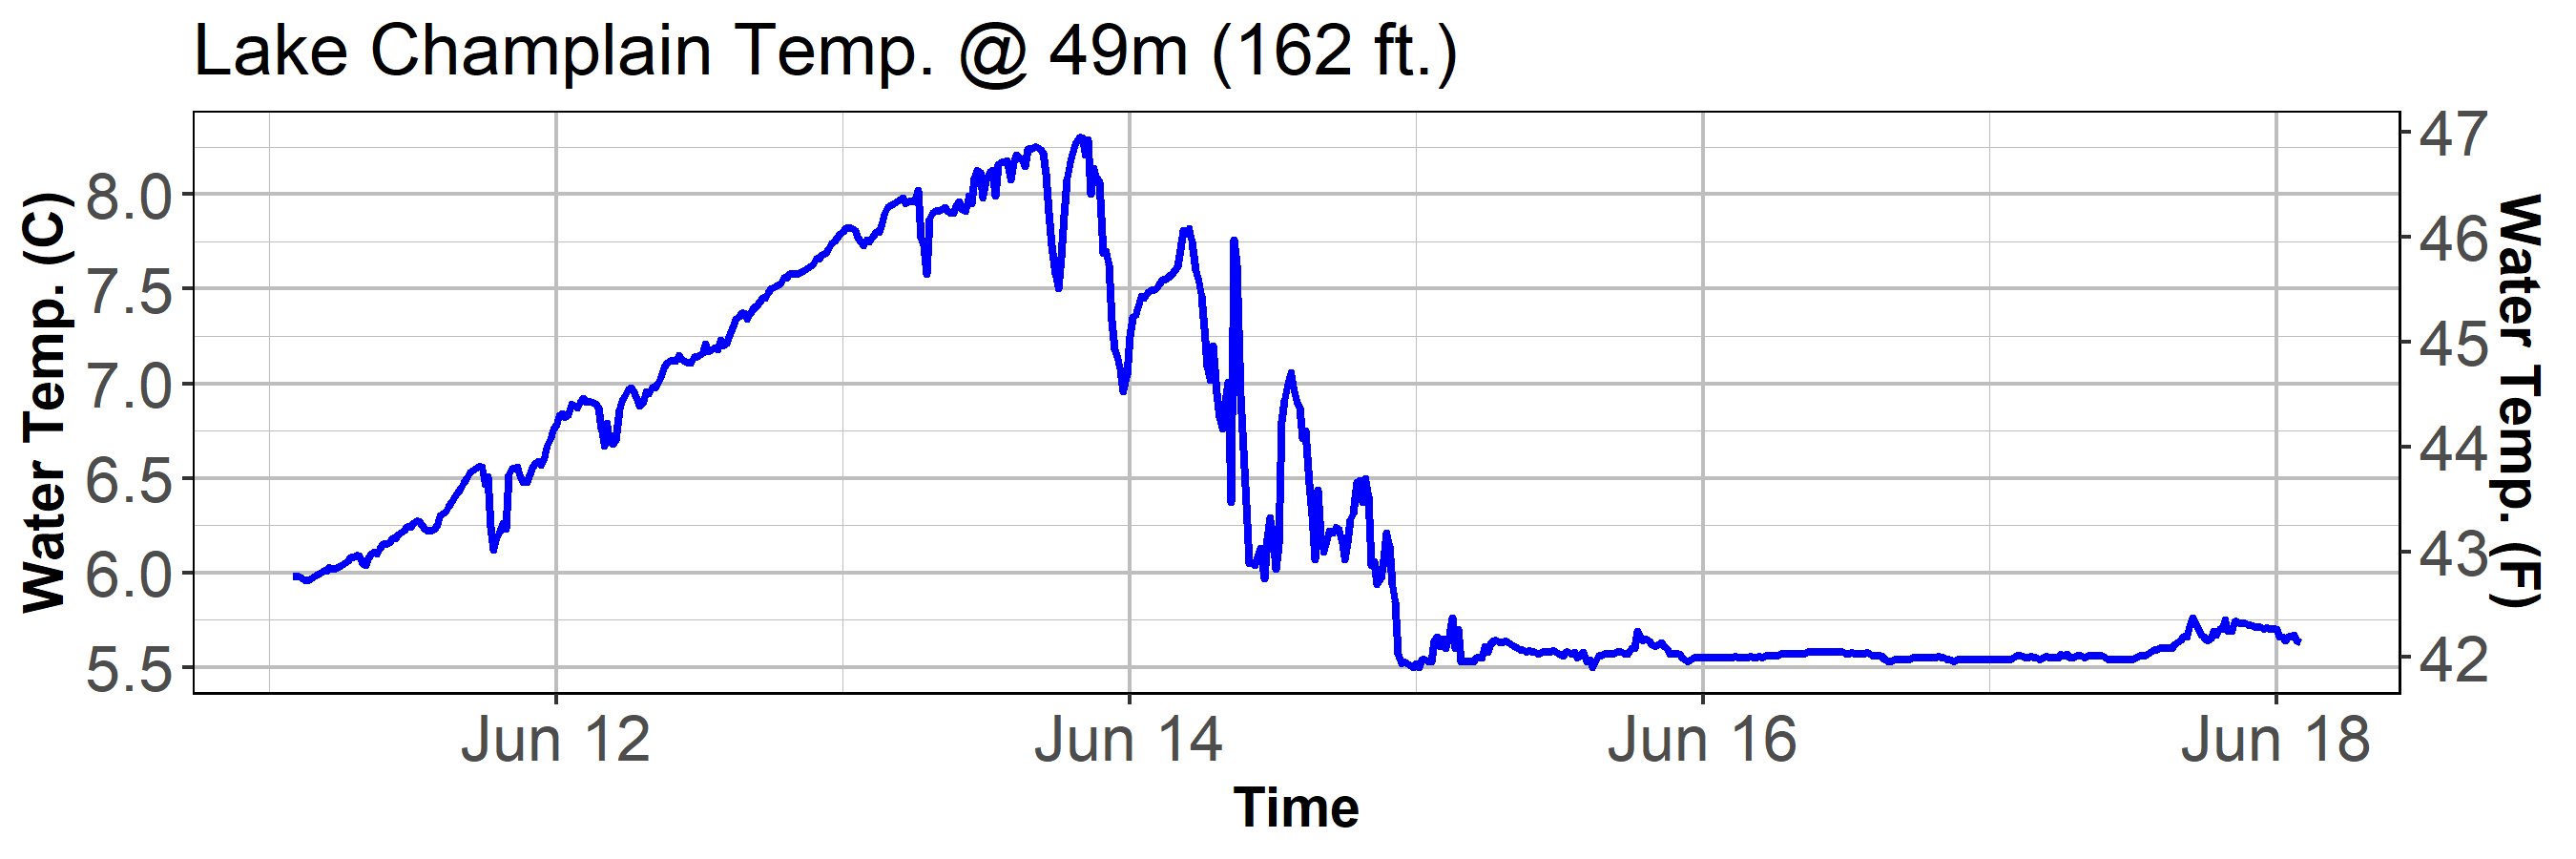 Lake Champlain Temp. @ 49m (162 ft.)
Water Temp. (C)
8.0
7.5
7.0
6.5
6.0
5.5
47
46
45
44
43
42
Water Temp. (F)
Jun 12
Jun 14
Jun 16
Jun 18
Time